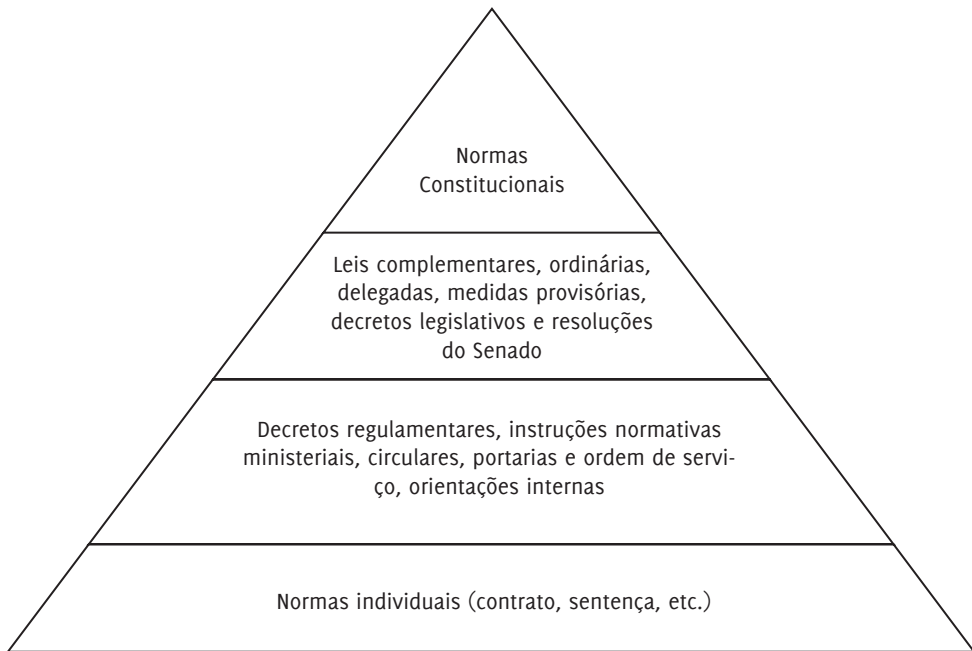 Normas
Constitucionais
Leis complementares, ordinárias,
delegadas, medidas provisórias,
decretos legislativos e resoluções
do Senado
Decretos regulamentares, instruções normativas
ministeriais, circulares, portarias e ordem de servi-
ço, orientações internas
Normas individuais (contrato, sentença, etc.)